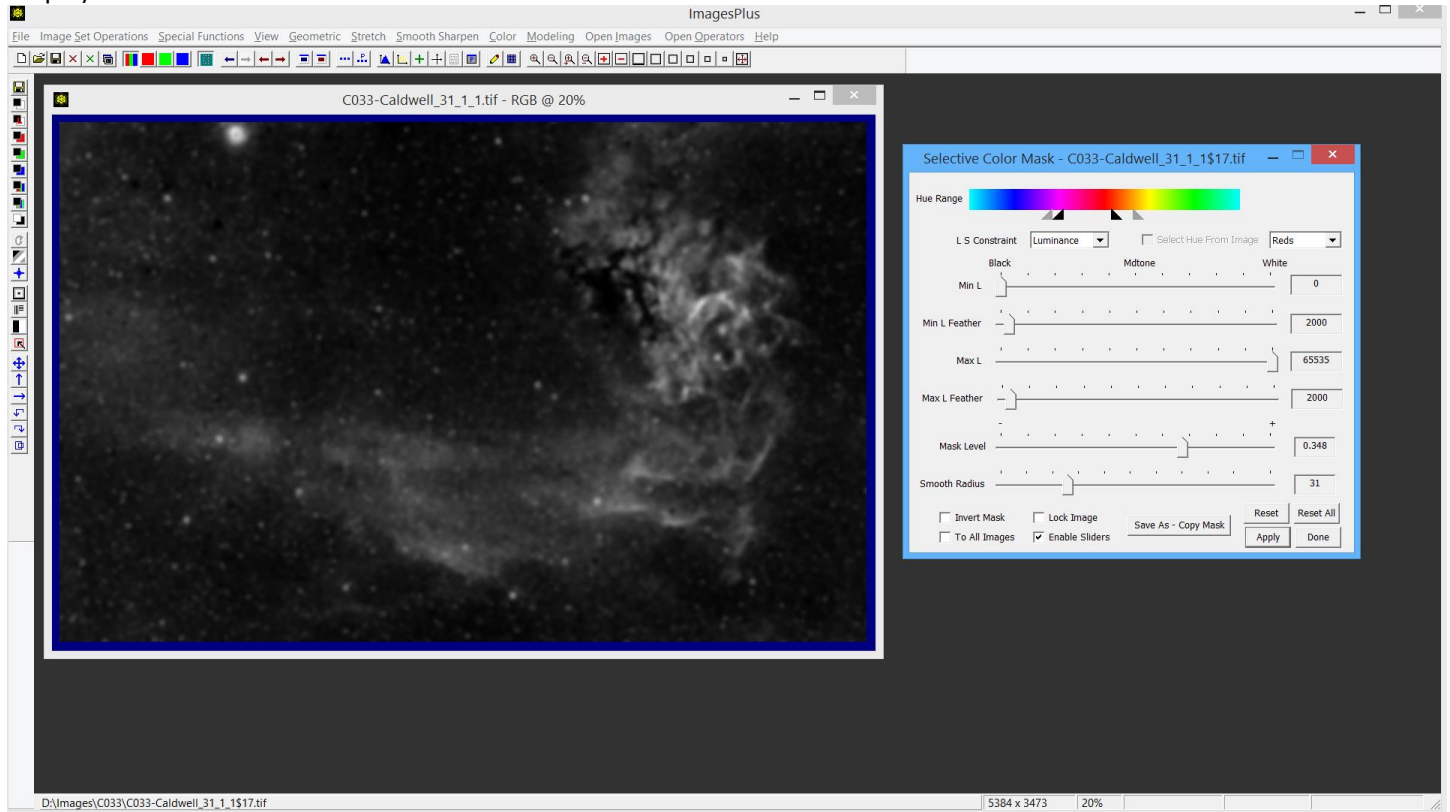 ImagesPlus
File Image Set Operations Special Functions View Geometric Stretch Smooth Sharpen Color Modeling Open Images Open Operators Help
C033-Caldwell_31_1_1.tif - RGB @ 20%
Selective Color Mask - C033-Caldwell_31_1_1$17.tif
Hue Range
L S Constraint Luminance Select Hue From Image Reds
Black Mdtone White
Min L 0
Min L Feather 2000
Max L 65535
Max L Feather 2000
- +
Mask Level 0.348
Smooth Radius 31
Invert Mask Lock Image Save As - Copy Mask Reset Reset All
To All Images Enable Sliders Apply Done
D:\Images\C033\C033-Caldwell_31_1_1$17.tif 5384 x 3473 20%